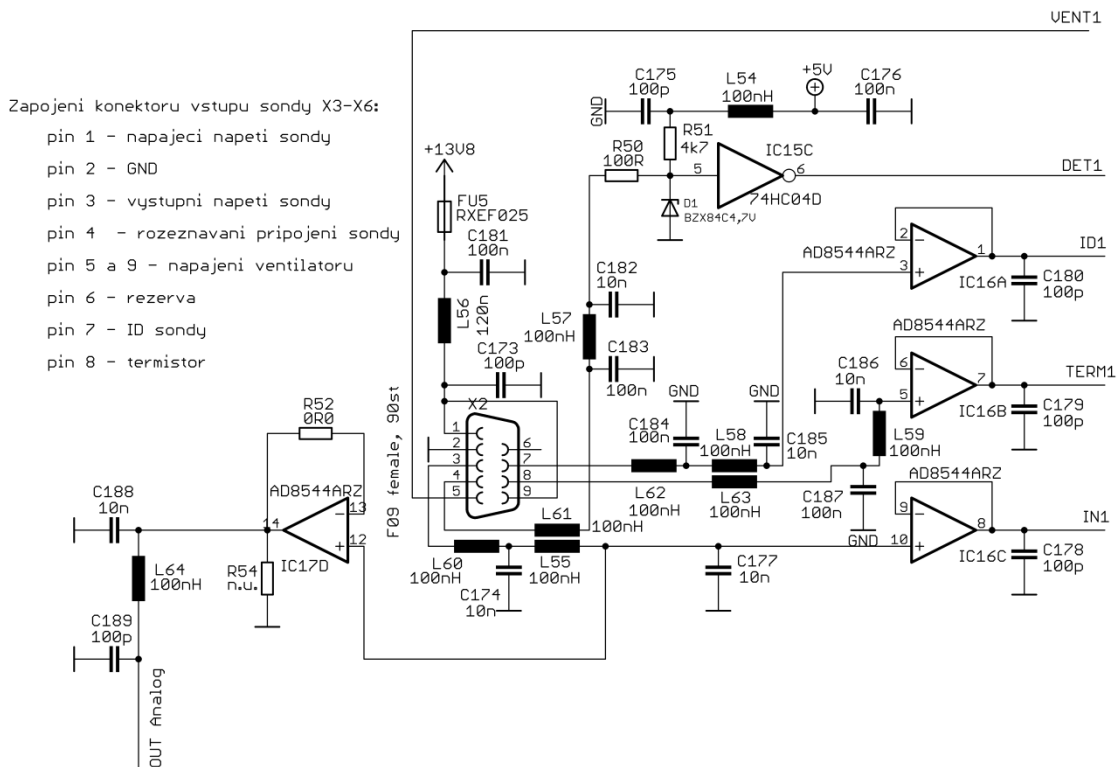 VENT1
Zapojeni konektoru vstupu sondy X3-X6:
pin 1 - napajeci napeti sondy
pin 2 - GND
pin 3 - vystupni napeti sondy
pin 4 - rozeznavani pripojeni sondy
pin 5 a 9 - napajeni ventilatoru
pin 6 - rezerva
pin 7 - ID sondy
pin 8 - termistor
+13V8
FU5
RXEF025
C181
100n
L56
120n
C173
100p
X2
F09 female, 90st
1
2
3
4
5
6
7
8
9
GND
C175
100p
L54
100nH
+5V
C176
100n
R51
4k7
R50
100R
5
IC15C
6
74HC04D
DET1
D1
BZX84C4,7V
C182
10n
L57
100nH
C183
100n
2
AD8544ARZ
3
1
IC16A
ID1
C180
100p
AD8544ARZ
6
5
7
IC16B
TERM1
C179
100p
C186
10n
L59
100nH
GND
C184
100n
L58
100nH
GND
C185
10n
L62
100nH
L63
100nH
C187
100n
GND
AD8544ARZ
9
10
8
IC16C
IN1
C178
100p
L61
100nH
L60
100nH
L55
100nH
C174
10n
C177
10n
R52
0R0
AD8544ARZ
13
12
14
IC17D
R54
n.u.
C188
10n
L64
100nH
C189
100p
OUT Analog